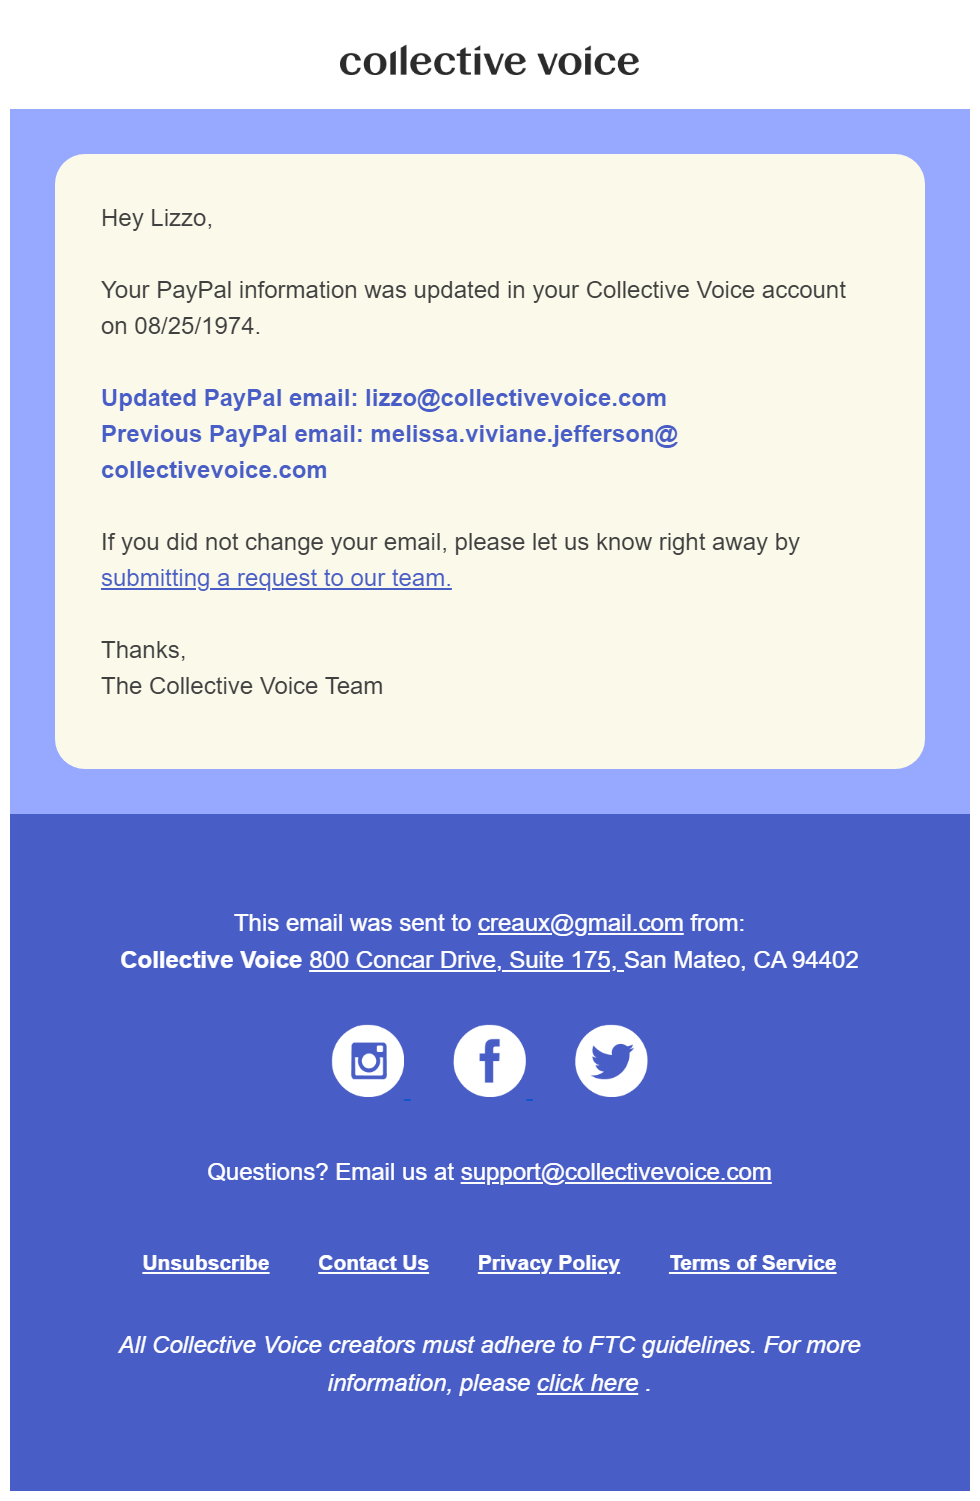 collective voice
Hey Lizzo,
Your PayPal information was updated in your Collective Voice account
on 08/25/1974.
Updated PayPal email: lizzo@collectivevoice.com
Previous PayPal email: melissa.viviane.jefferson@
collectivevoice.com
If you did not change your email, please let us know right away by
submitting a request to our team.
Thanks,
The Collective Voice Team
This email was sent to creaux@gmail.com from:
Collective Voice 800 Concar Drive, Suite 175, San Mateo, CA 94402
Questions? Email us at support@collectivevoice.com
Unsubscribe Contact Us Privacy Policy Terms of Service
All Collective Voice creators must adhere to FTC guidelines. For more
information, please click here .